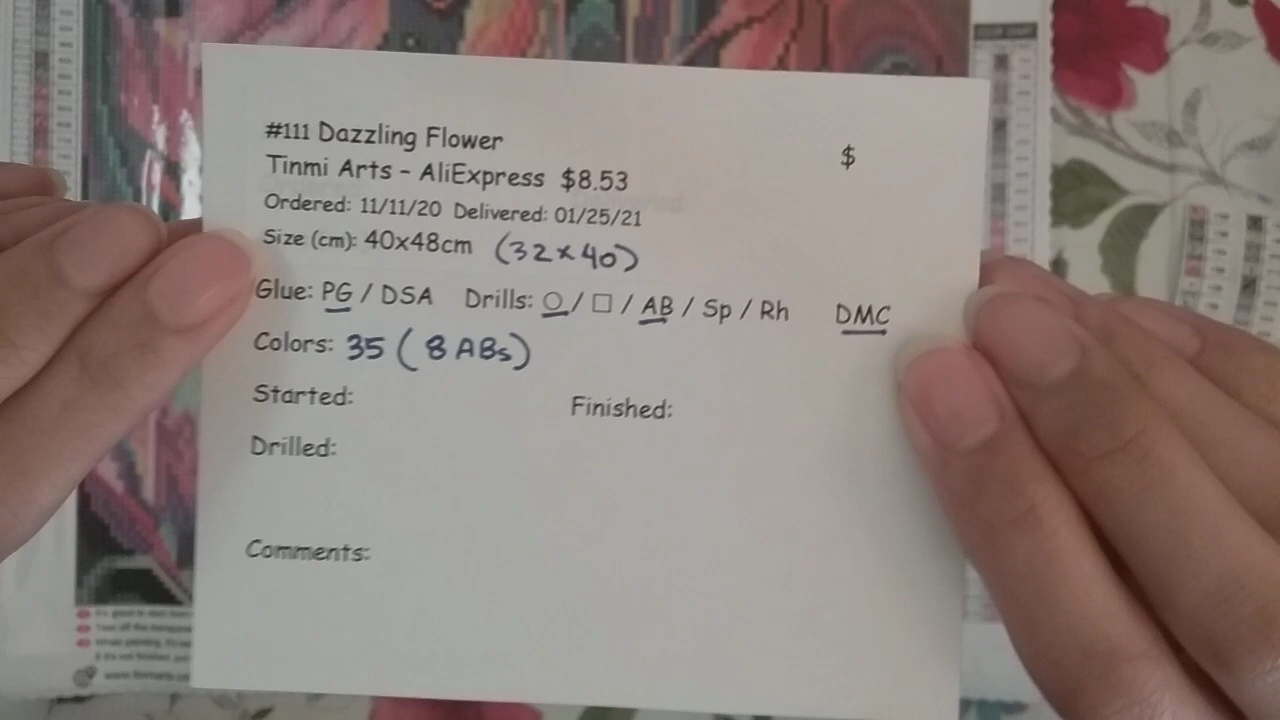 #111 Dazzling Flower
$
Tinmi Arts - AliExpress $8.53
Ordered: 11/11/20 Delivered: 01/25/21
Size (cm): 40x48cm (32x40)
Glue: PG / DSA Drills: ○ / □ / AB / Sp / Rh DMC
Colors: 35 (8 ABs)
Started: Finished:
Drilled:
Comments: